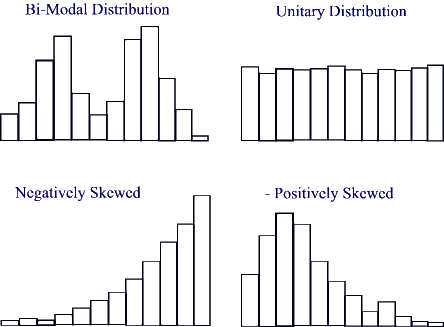 Bi-Modal Distribution
Unitary Distribution
Negatively Skewed
- Positively Skewed